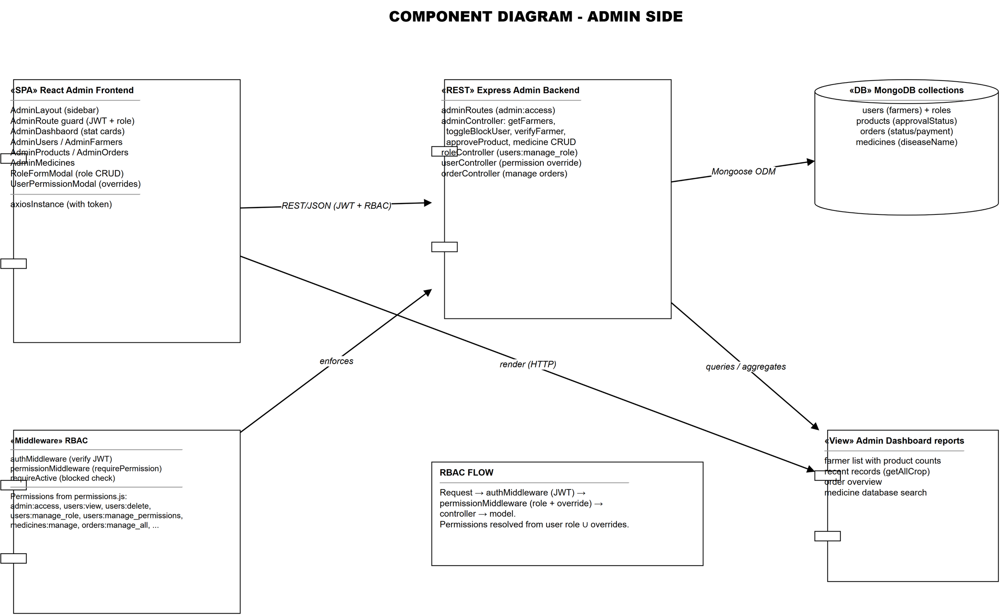 COMPONENT DIAGRAM - ADMIN SIDE
«SPA» React Admin Frontend
AdminLayout (sidebar)
AdminRoute guard (JWT + role)
AdminDashbaord (stat cards)
AdminUsers / AdminFarmers
AdminProducts / AdminOrders
AdminMedicines
RoleFormModal (role CRUD)
UserPermissionModal (overrides)
axiosInstance (with token)
REST/JSON (JWT + RBAC)
«REST» Express Admin Backend
adminRoutes (admin:access)
adminController: getFarmers,
toggleBlockUser, verifyFarmer,
approveProduct, medicine CRUD
roleController (users:manage_role)
userController (permission override)
orderController (manage orders)
Mongoose ODM
«DB» MongoDB collections
users (farmers) + roles
products (approvalStatus)
orders (status/payment)
medicines (diseaseName)
enforces
render (HTTP)
queries / aggregates
«Middleware» RBAC
authMiddleware (verify JWT)
permissionMiddleware (requirePermission)
requireActive (blocked check)
Permissions from permissions.js:
admin:access, users:view, users:delete,
users:manage_role, users:manage_permissions,
medicines:manage, orders:manage_all, ...
RBAC FLOW
Request → authMiddleware (JWT) →
permissionMiddleware (role + override) →
controller → model.
Permissions resolved from user role ∪ overrides.
«View» Admin Dashboard reports
farmer list with product counts
recent records (getAllCrop)
order overview
medicine database search